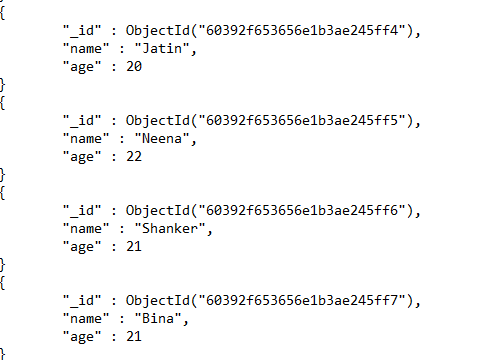 {
"_id" : ObjectId("60392f653656e1b3ae245ff4"),
"name" : "Jatin",
"age" : 20
}
{
"_id" : ObjectId("60392f653656e1b3ae245ff5"),
"name" : "Neena",
"age" : 22
}
{
"_id" : ObjectId("60392f653656e1b3ae245ff6"),
"name" : "Shanker",
"age" : 21
}
{
"_id" : ObjectId("60392f653656e1b3ae245ff7"),
"name" : "Bina",
"age" : 21
}